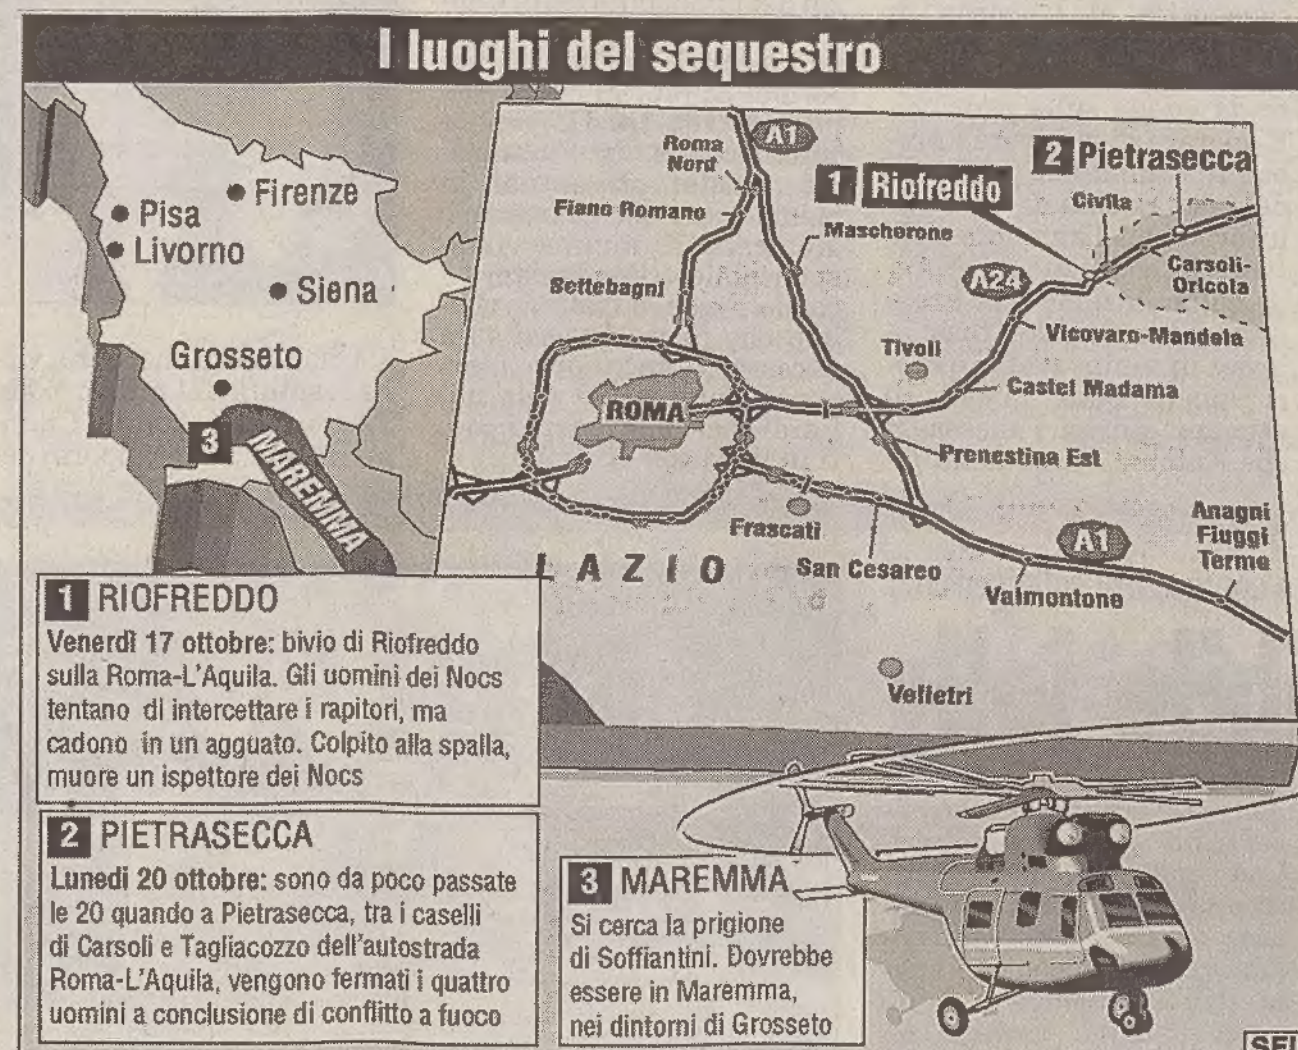 I luoghi del sequestro
Firenze
Pisa
Livorno
Siena
Grosseto
3
MAREMMA
Roma
Nord
A1
Fiano Romano
Settebagni
Mascherone
1 Riofreddo
2 Pietrasecca
Civita
A24
Carsoli-
Oricola
Vicovaro-Mandela
Tivoli
Castel Madama
ROMA
Prenestina Est
Frascati
LAZIO
San Cesareo
A1
Valmontone
Anagni
Fiuggi
Terme
Velletri
1 RIOFREDDO
Venerdì 17 ottobre: bivio di Riofreddo
sulla Roma-L'Aquila. Gli uomini dei Nocs
tentano di intercettare i rapitori, ma
cadono in un agguato. Colpito alla spalla,
muore un ispettore dei Nocs
2 PIETRASECCA
Lunedì 20 ottobre: sono da poco passate
le 20 quando a Pietrasecca, tra i caselli
di Carsoli e Tagliacozzo dell'autostrada
Roma-L'Aquila, vengono fermati i quattro
uomini a conclusione di conflitto a fuoco
3 MAREMMA
Si cerca la prigione
di Soffiantini. Dovrebbe
essere in Maremma,
nei dintorni di Grosseto